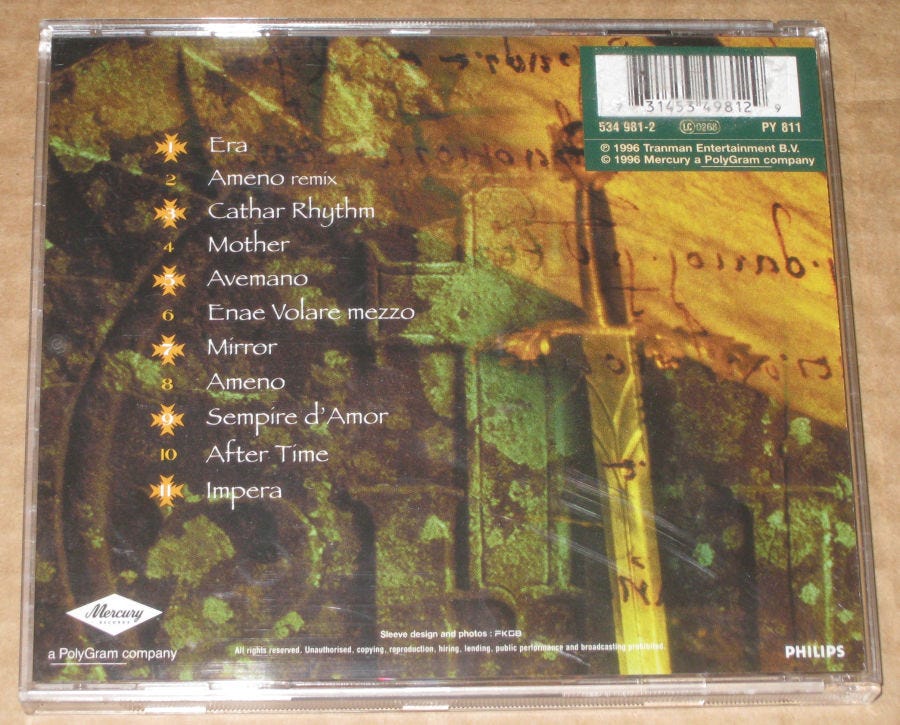 7 31453 49812 9
534 981-2 LC 0268 PY 811
℗ 1996 Tranman Entertainment B.V.
© 1996 Mercury a PolyGram company
1 Era
2 Ameno remix
3 Cathar Rhythm
4 Mother
5 Avemano
6 Enae Volare mezzo
7 Mirror
8 Ameno
9 Sempire d'Amor
10 After Time
11 Impera
Mercury
RECORDS
a PolyGram company
Sleeve design and photos : FKGB
All rights reserved. Unauthorised, copying, reproduction, hiring, lending, public performance and broadcasting prohibited.
PHILIPS